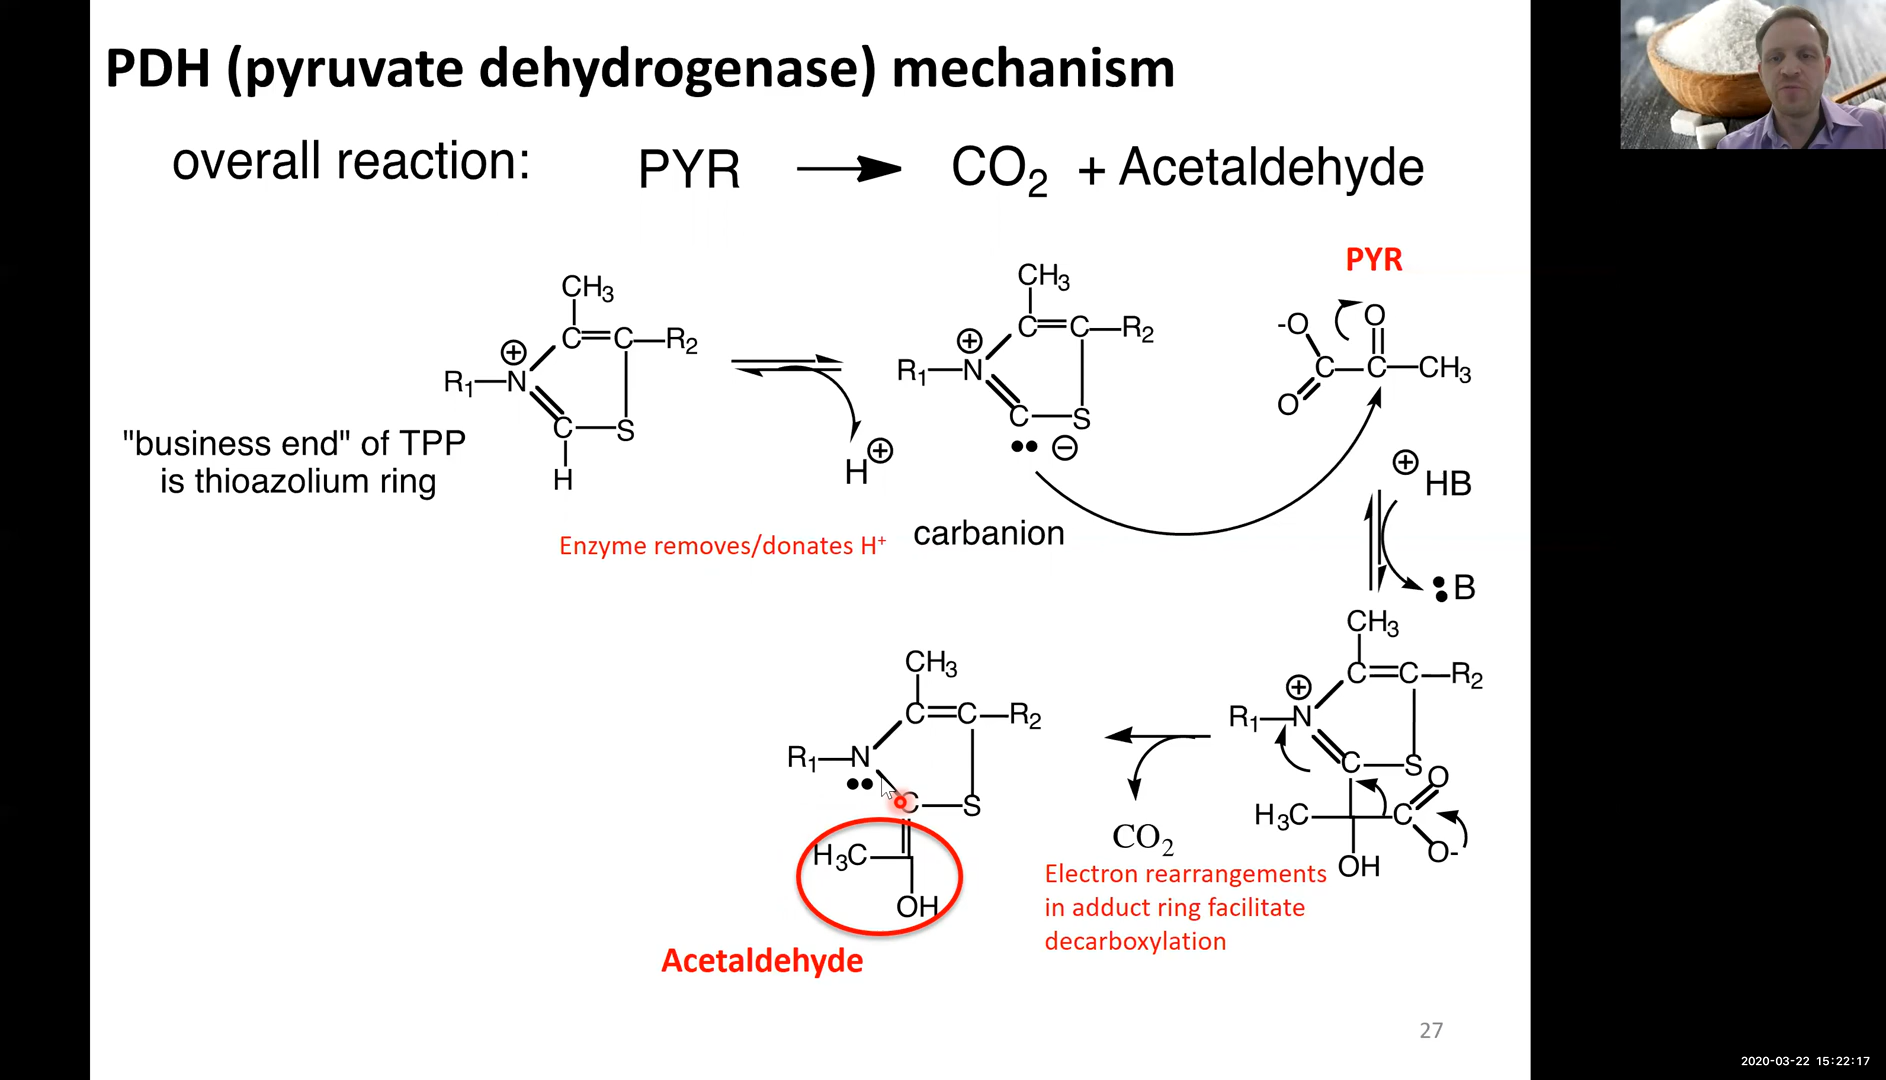 PDH (pyruvate dehydrogenase) mechanism
overall reaction: PYR CO2 + Acetaldehyde
PYR
CH3
C C R2
R1 N ⊕
C S
H
H⊕
CH3
C C R2
R1 N ⊕
C S
•• ⊖
-O O
C C CH3
O
"business end" of TPP
is thioazolium ring
Enzyme removes/donates H+
carbanion
⊕ HB
:B
CH3
C C R2
R1 N ⊕
C S
H3C C O
O-
OH
CO2
Electron rearrangements
in adduct ring facilitate
decarboxylation
CH3
C C R2
R1 N
••
C S
H3C
OH
Acetaldehyde
27
2020-03-22 15:22:17